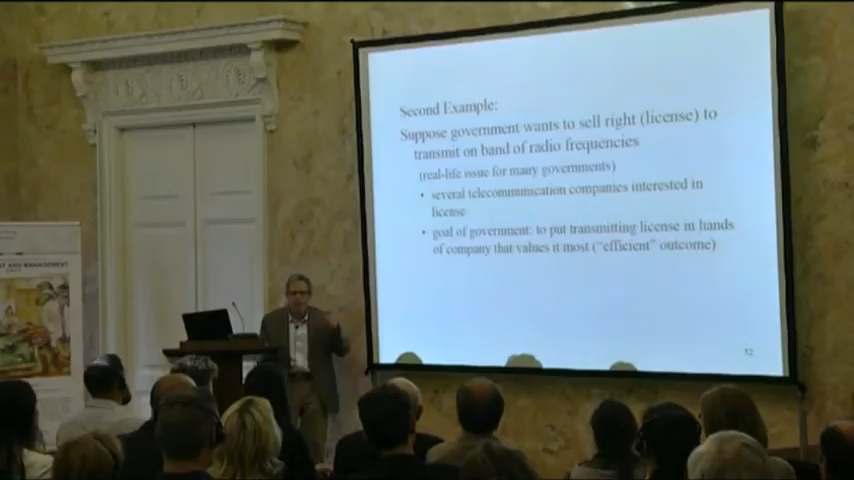 Second Example:
Suppose government wants to sell right (license) to
transmit on band of radio frequencies
(real-life issue for many governments)
• several telecommunication companies interested in
license
• goal of government: to put transmitting license in hands
of company that values it most ("efficient" outcome)
52
AND MANAGEMENT